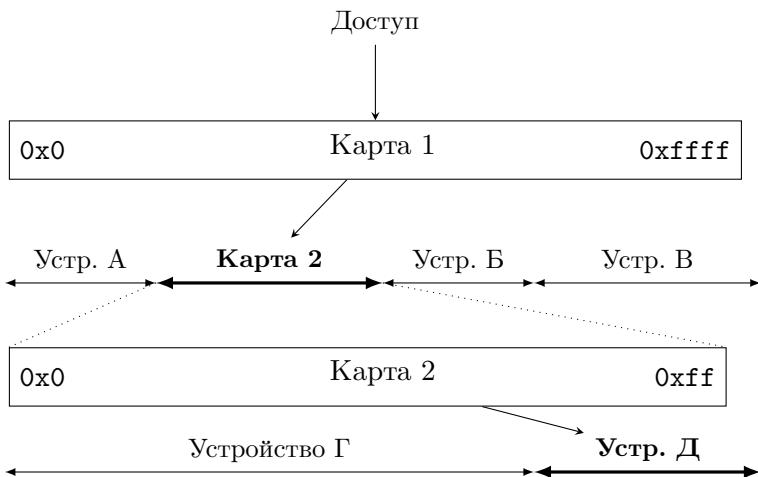 Доступ
0x0 Карта 1 0xffff
Устр. А Карта 2 Устр. Б Устр. В
0x0 Карта 2 0xff
Устройство Г Устр. Д